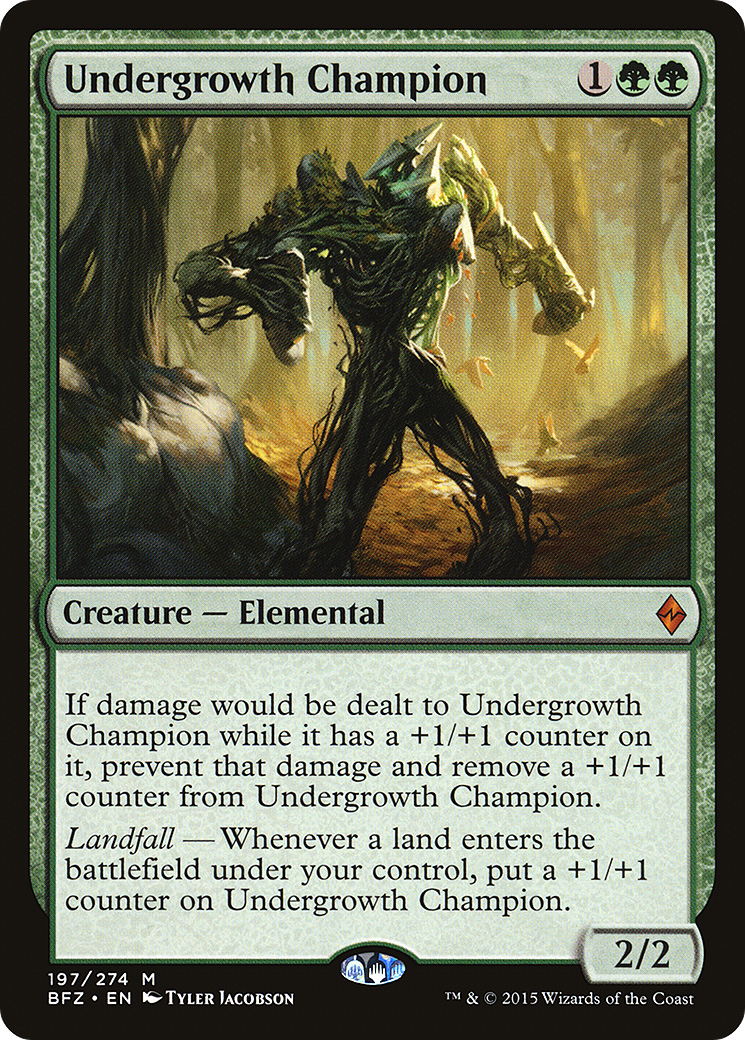 Undergrowth Champion 1
Creature — Elemental
If damage would be dealt to Undergrowth
Champion while it has a +1/+1 counter on
it, prevent that damage and remove a +1/+1
counter from Undergrowth Champion.
Landfall — Whenever a land enters the
battlefield under your control, put a +1/+1
counter on Undergrowth Champion.
2/2
197/274 M
BFZ • EN Tyler Jacobson
™ & © 2015 Wizards of the Coast